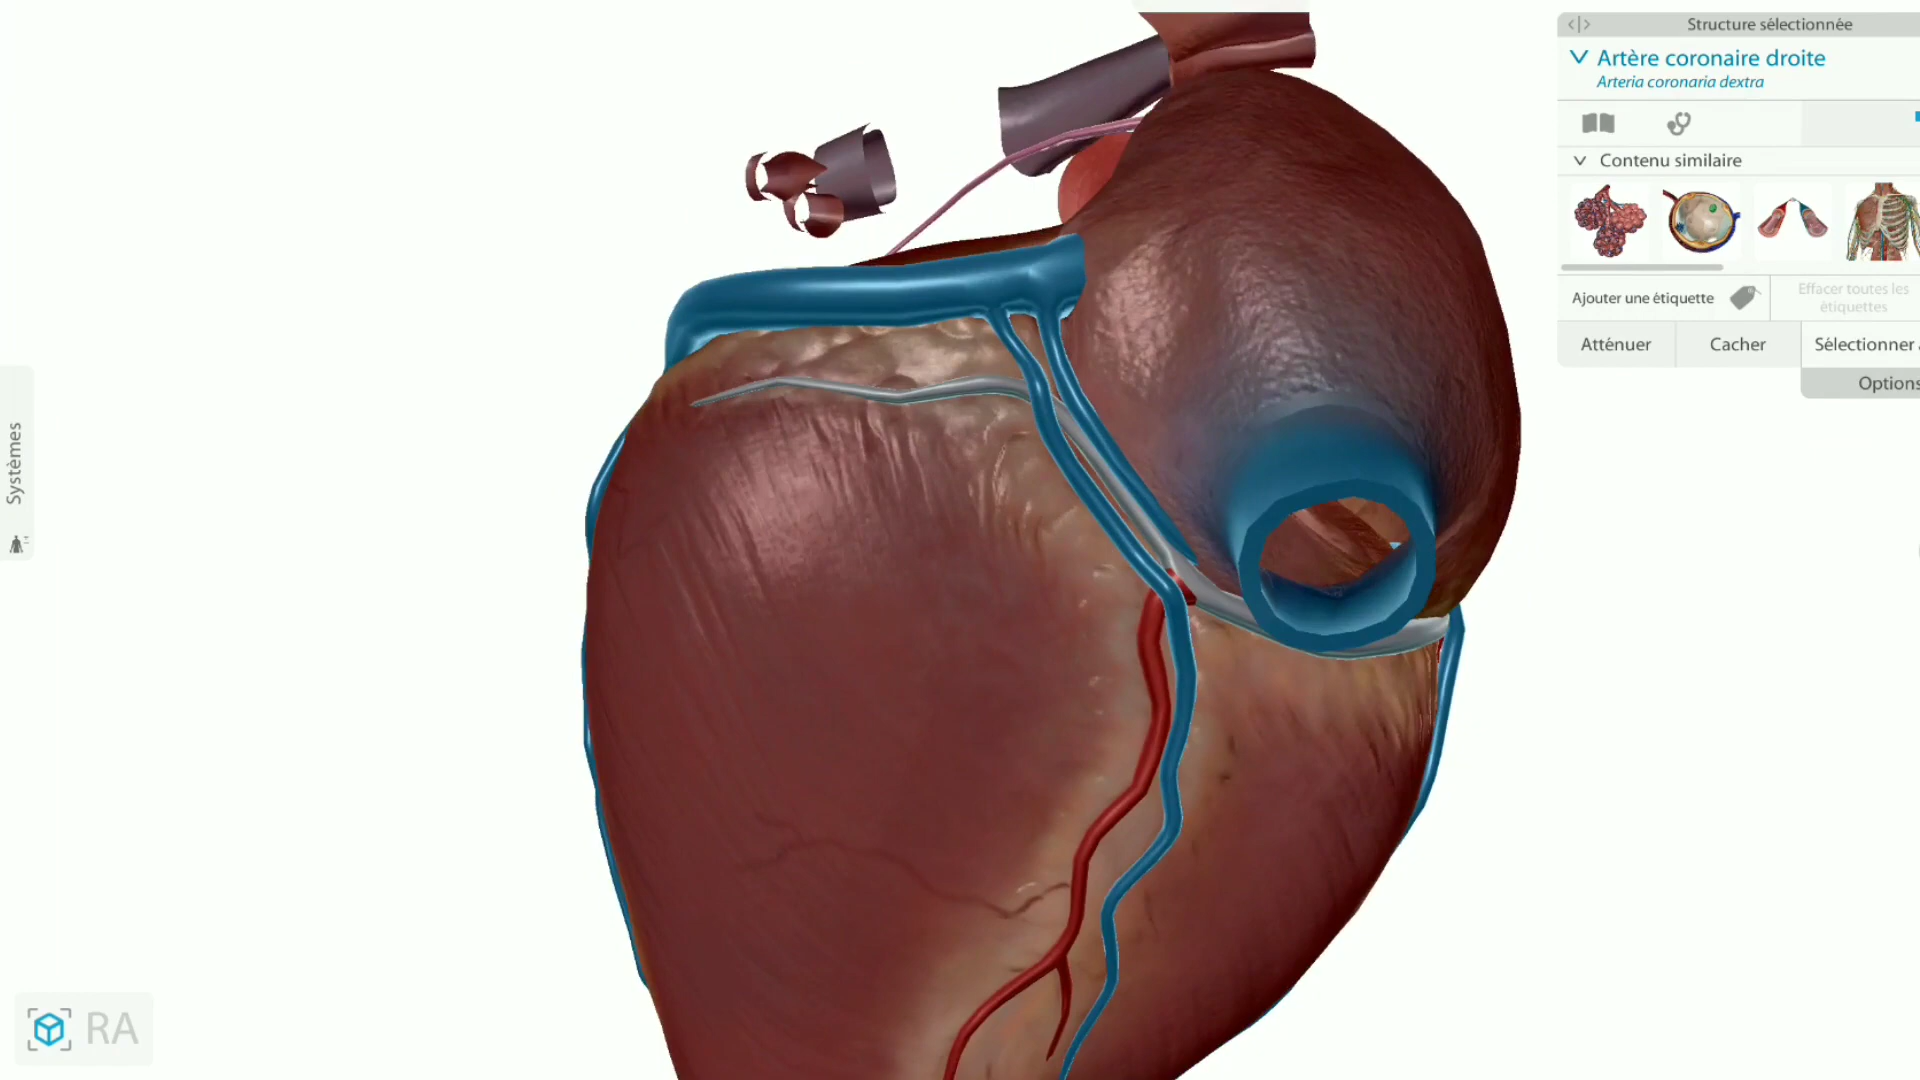 Structure sélectionnée
Artère coronaire droite
Arteria coronaria dextra
Contenu similaire
Ajouter une étiquette
Effacer toutes les
étiquettes
Atténuer
Cacher
Sélectionner
Options
Systèmes
RA